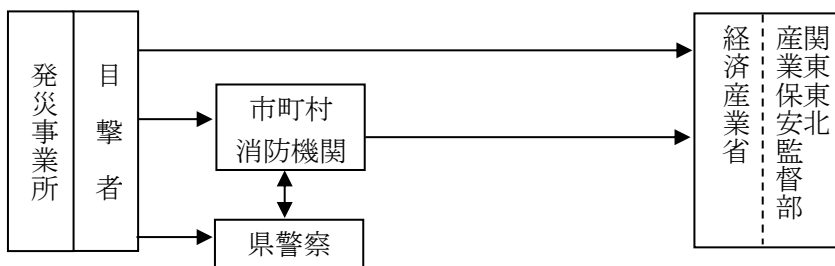 発災事業所
目撃者
市町村
消防機関
県警察
経済産業省
関東東北
産業保安監督部